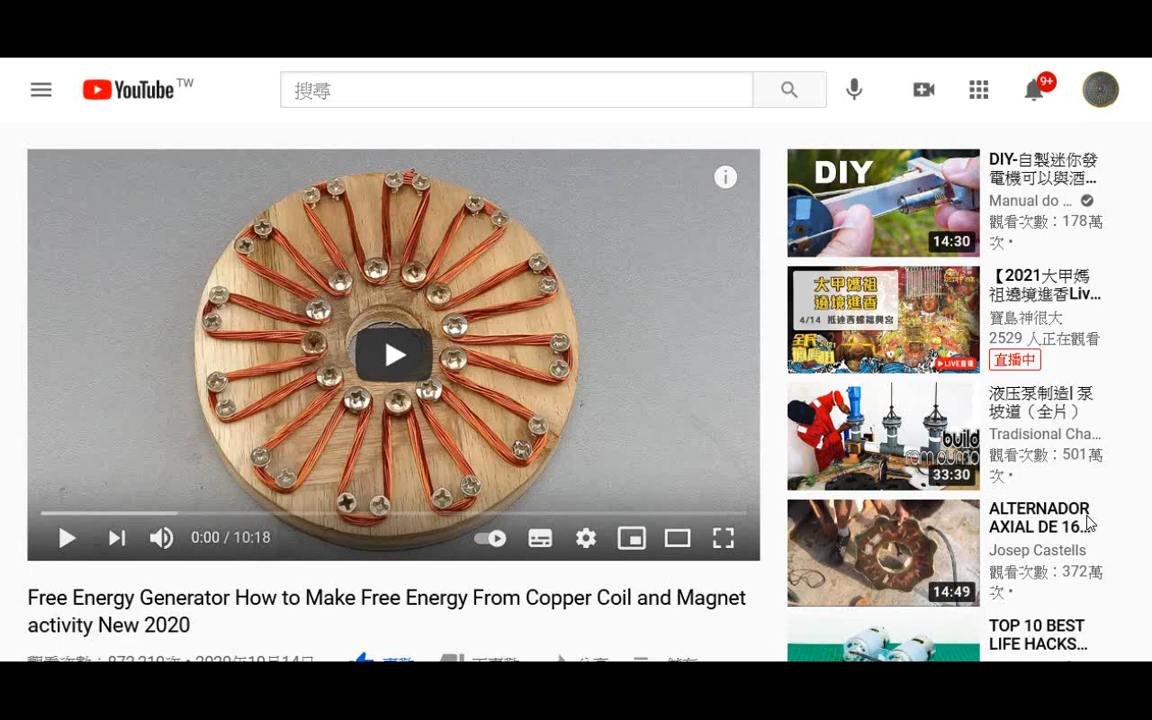 YouTube TW
搜尋
9+
0:00 / 10:18
Free Energy Generator How to Make Free Energy From Copper Coil and Magnet
activity New 2020
DIY
14:30
DIY-自製迷你發
電機可以與酒...
Manual do ...
觀看次數：178萬
次 •
大甲媽祖
遶境進香
4/14
LIVE直播
【2021大甲媽
祖遶境進香Liv...
寶島神很大
2529 人正在觀看
直播中
build
33:30
液压泵制造| 泵
坡道（全片）
Tradisional Cha...
觀看次數：501萬
次 •
14:49
ALTERNADOR
AXIAL DE 16...
Josep Castells
觀看次數：372萬
次 •
TOP 10 BEST
LIFE HACKS...